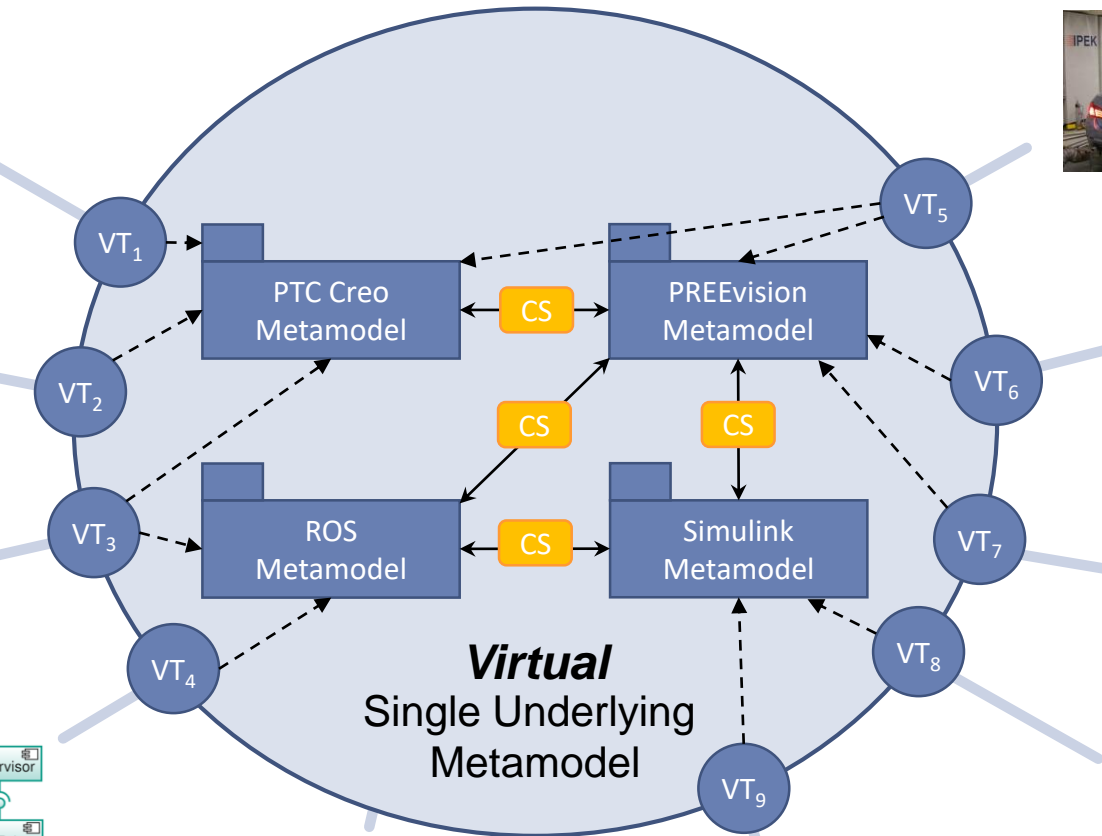 IPEK
VT5
VT1
PTC Creo
Metamodel
CS
PREEvision
Metamodel
VT2
VT6
CS
CS
VT3
ROS
Metamodel
CS
Simulink
Metamodel
VT7
VT4
VT8
Virtual
Single Underlying
Metamodel
rvisor
VT9